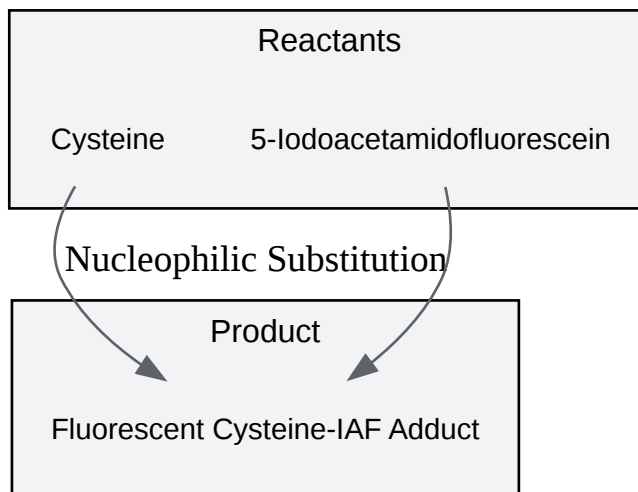 Reactants
Cysteine 5-Iodoacetamidofluorescein
Nucleophilic Substitution
Product
Fluorescent Cysteine-IAF Adduct